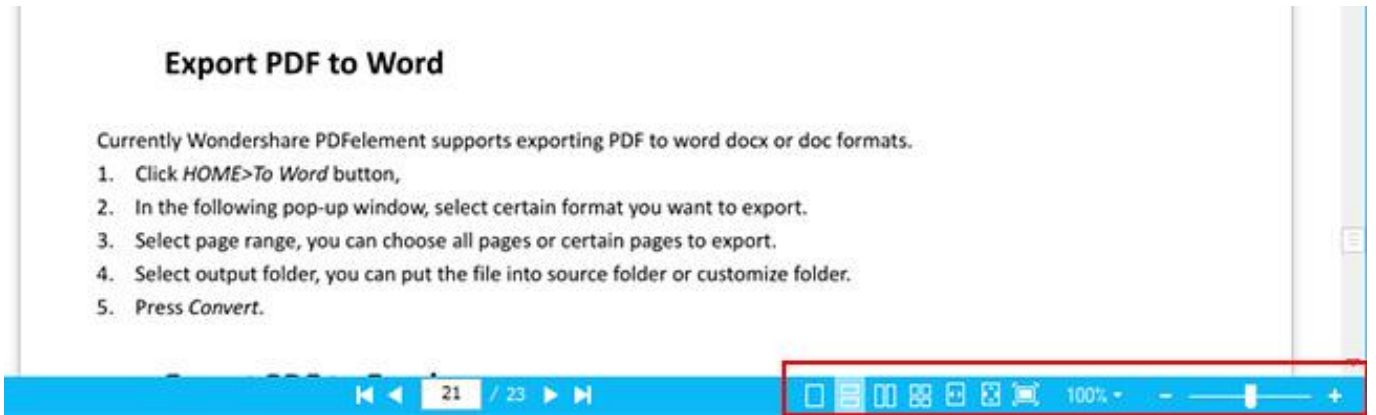 Export PDF to Word
Currently Wondershare PDFelement supports exporting PDF to word docx or doc formats.
1. Click HOME>To Word button,
2. In the following pop-up window, select certain format you want to export.
3. Select page range, you can choose all pages or certain pages to export.
4. Select output folder, you can put the file into source folder or customize folder.
5. Press Convert.
21 / 23 100%